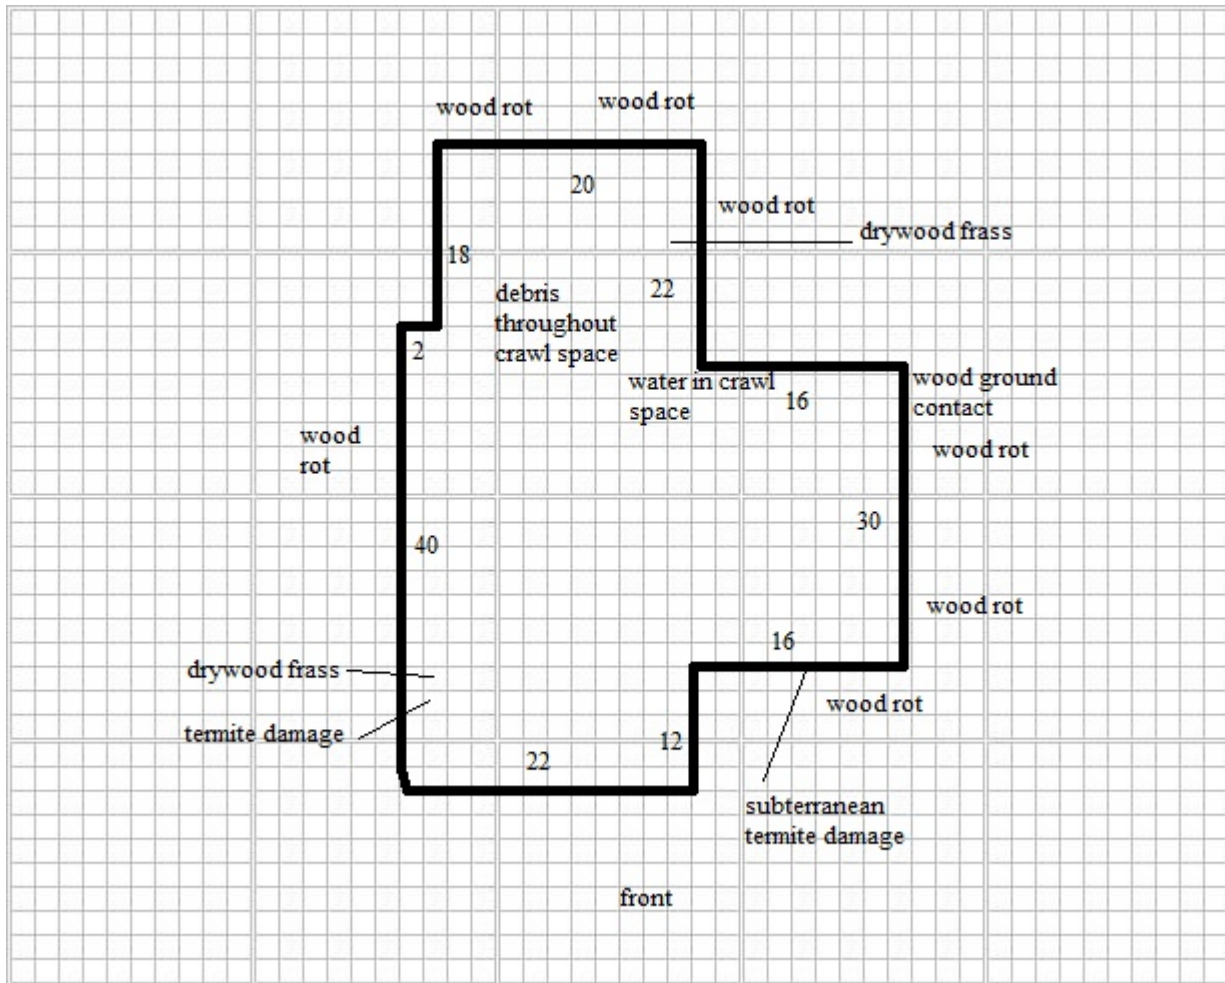 wood rot
wood rot
20
wood rot
drywood frass
18
22
debris
throughout
crawl space
2
water in crawl
space
16
wood ground
contact
wood
rot
wood rot
30
40
wood rot
16
drywood frass
wood rot
termite damage
12
22
subterranean
termite damage
front